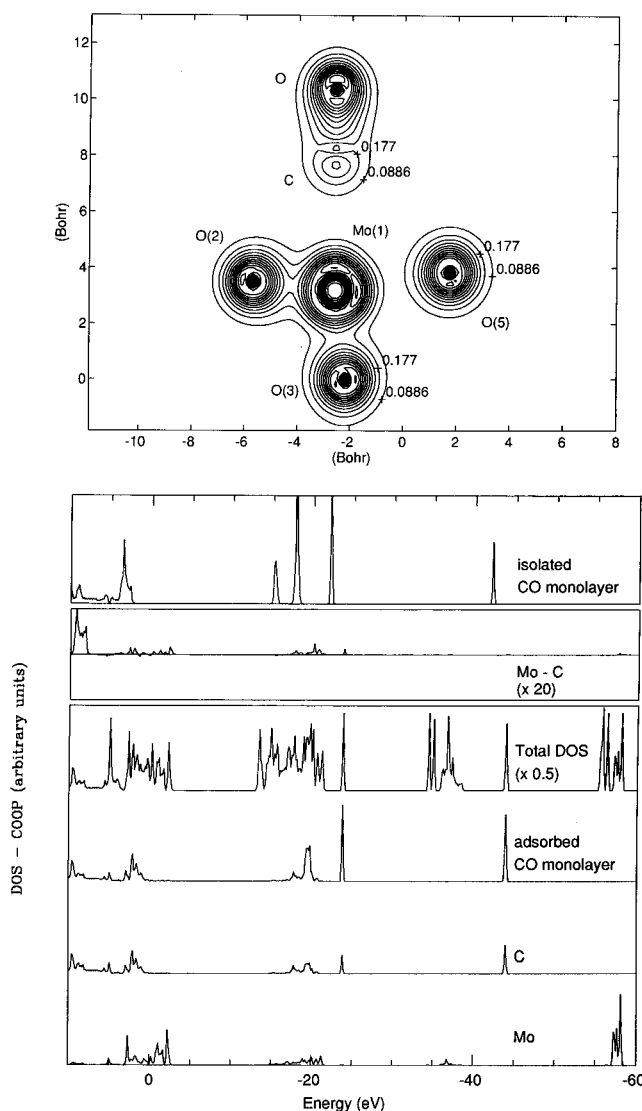 12
10
8
6
4
2
0
(Bohr)
O
C
0.177
0.0886
O(2)
Mo(1)
0.177
0.0886
O(5)
O(3)
0.177
0.0886
-10 -8 -6 -4 -2 0 2 4 6 8
(Bohr)
DOS - COOP (arbitrary units)
isolated
CO monolayer
Mo - C
(x 20)
Total DOS
(x 0.5)
adsorbed
CO monolayer
C
Mo
0 -20 -40 -60
Energy (eV)